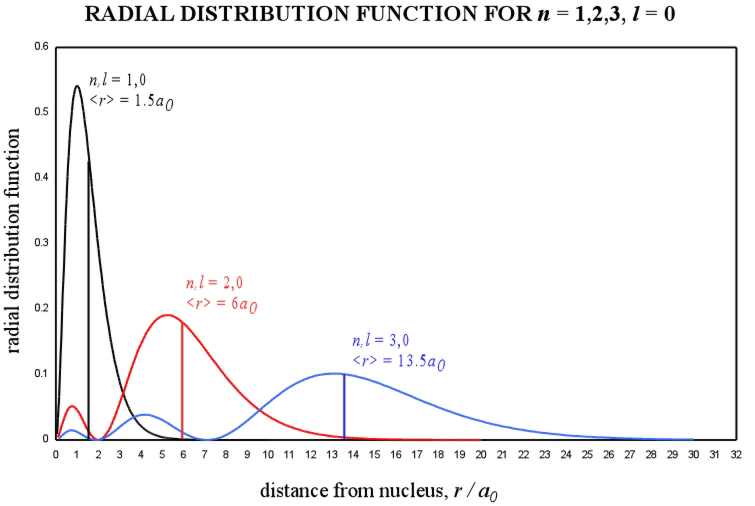 RADIAL DISTRIBUTION FUNCTION FOR n = 1,2,3, l = 0
radial distribution function
0.6
0.5
0.4
0.3
0.2
0.1
0
n,l = 1,0
<r> = 1.5a0
n,l = 2,0
<r> = 6a0
n,l = 3,0
<r> = 13.5a0
0 1 2 3 4 5 6 7 8 9 10 11 12 13 14 15 16 17 18 19 20 21 22 23 24 25 26 27 28 29 30 31 32
distance from nucleus, r / a0